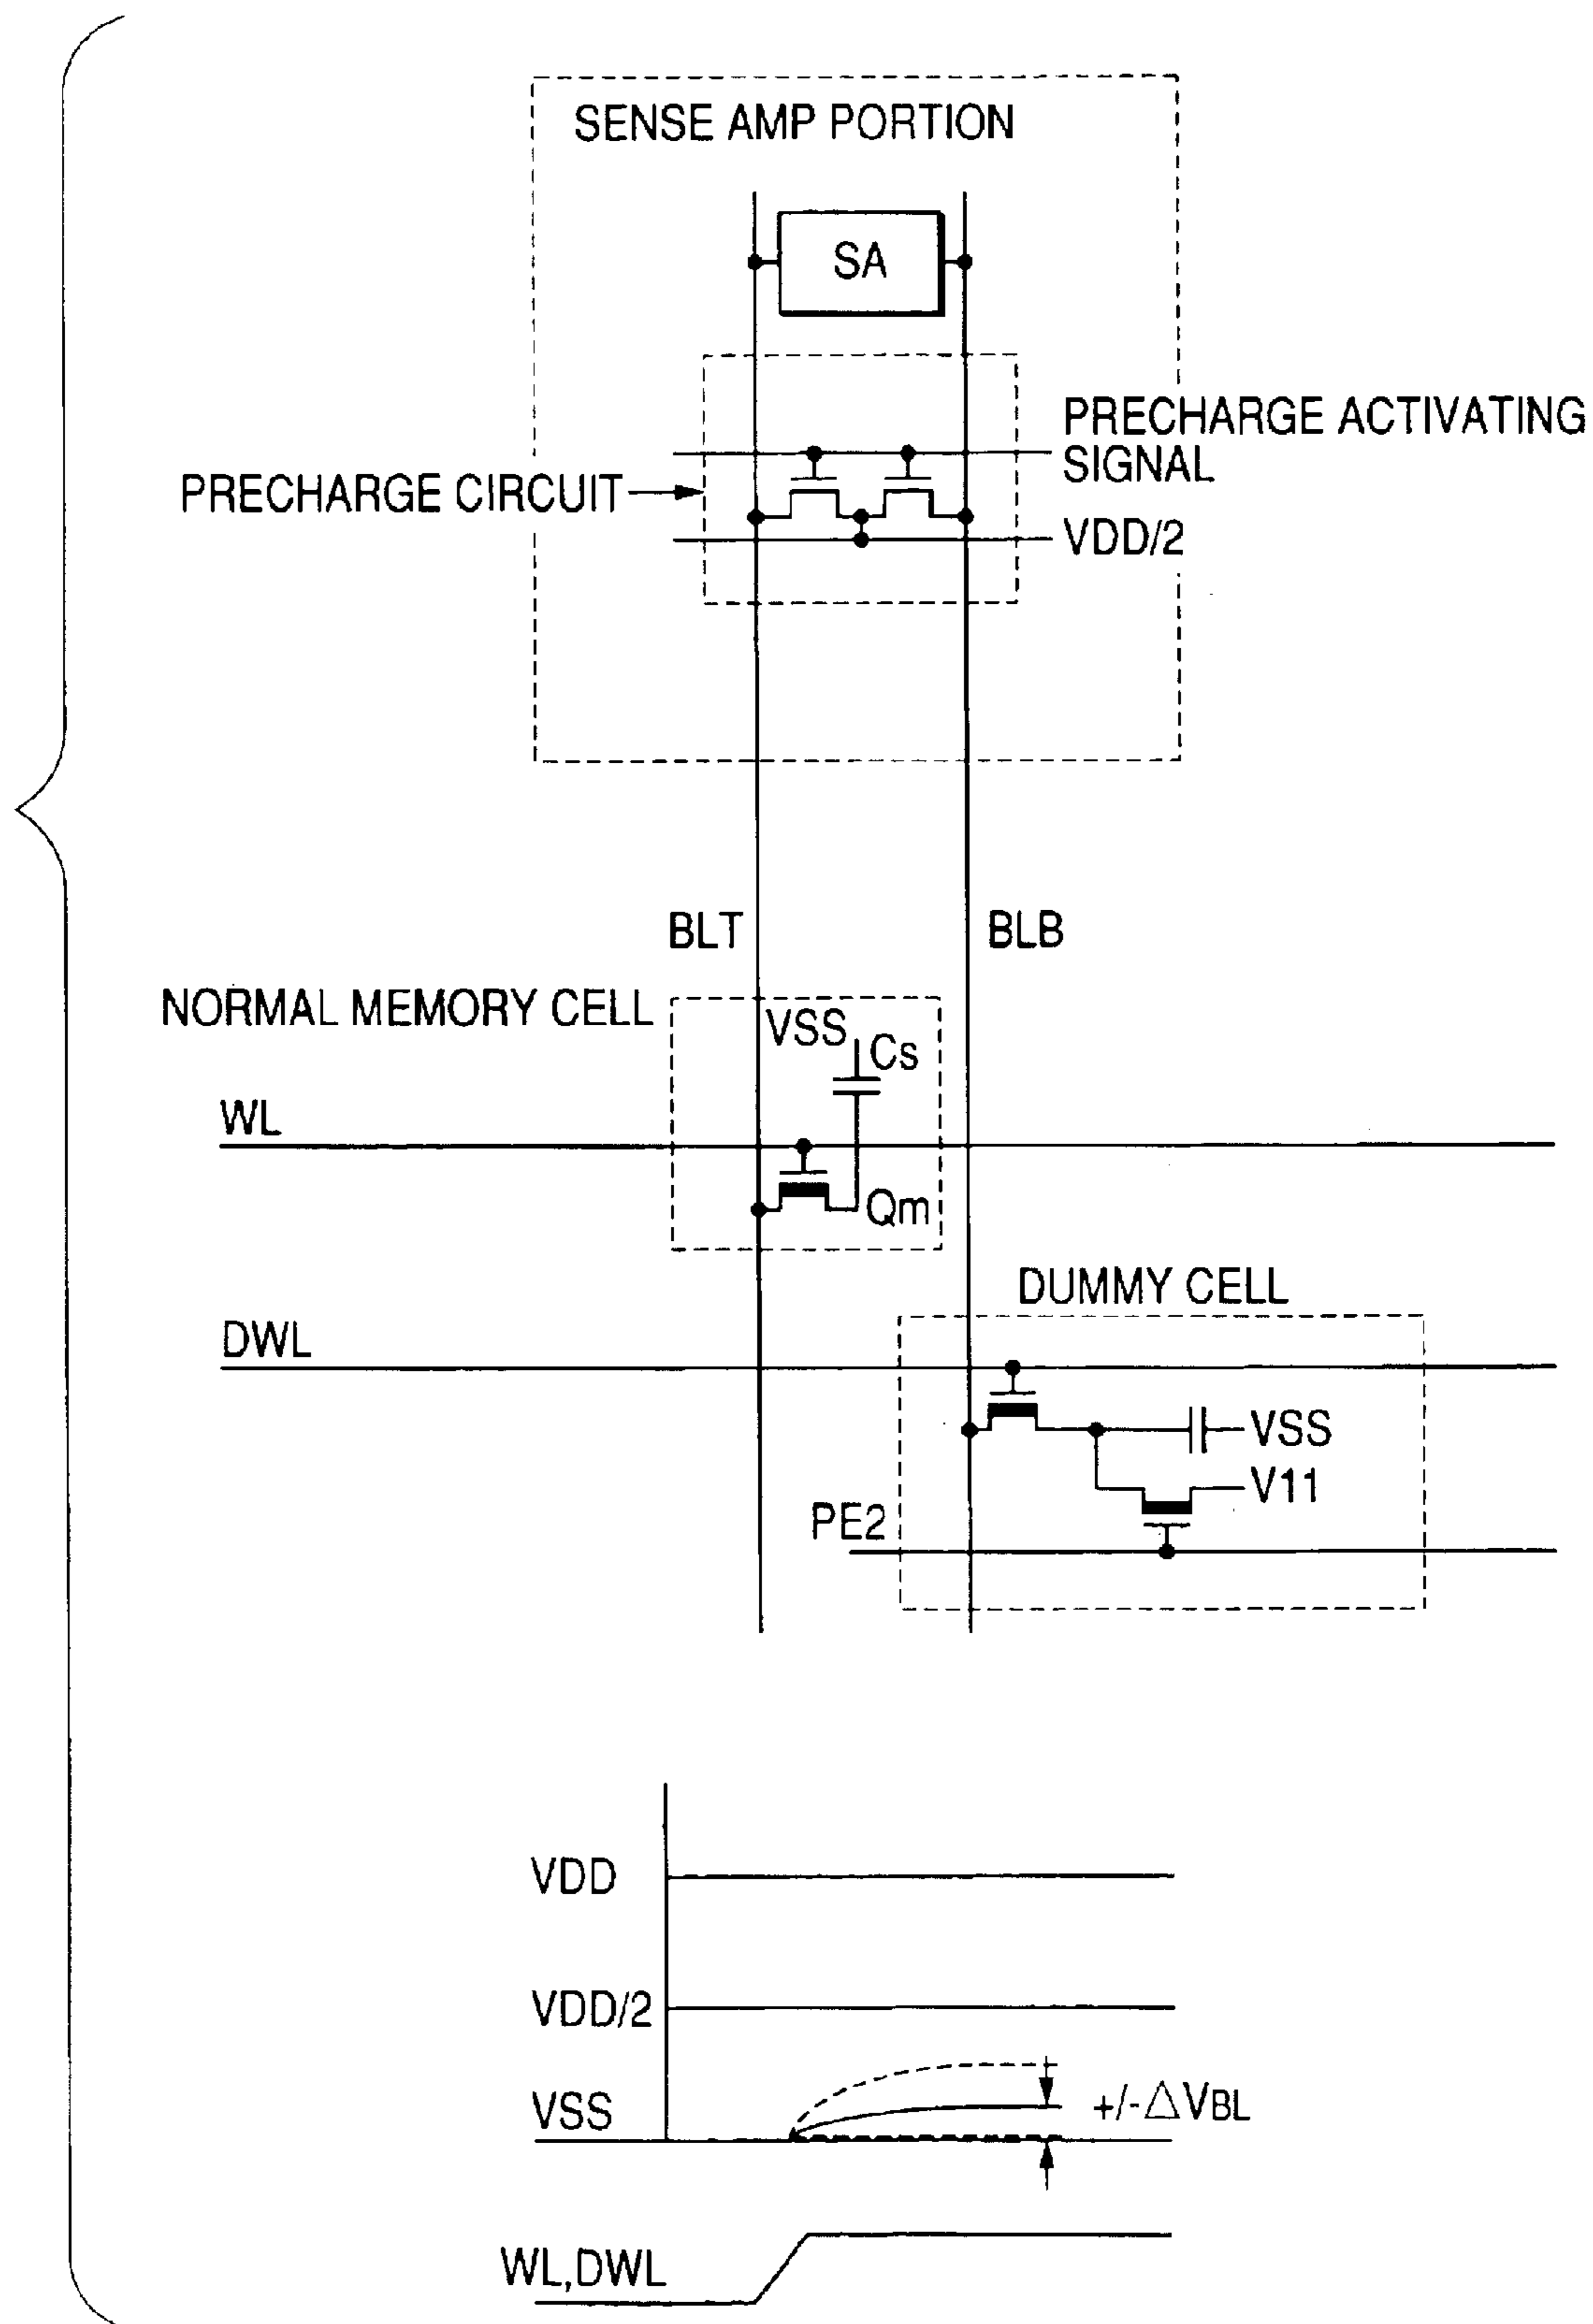 SENSE AMP PORTION
SA
PRECHARGE ACTIVATING
SIGNAL
PRECHARGE CIRCUIT
VDD/2
BLT
BLB
NORMAL MEMORY CELL
VSS
Cs
WL
Qm
DUMMY CELL
DWL
VSS
V11
PE2
VDD
VDD/2
VSS
+/-△VBL
WL,DWL